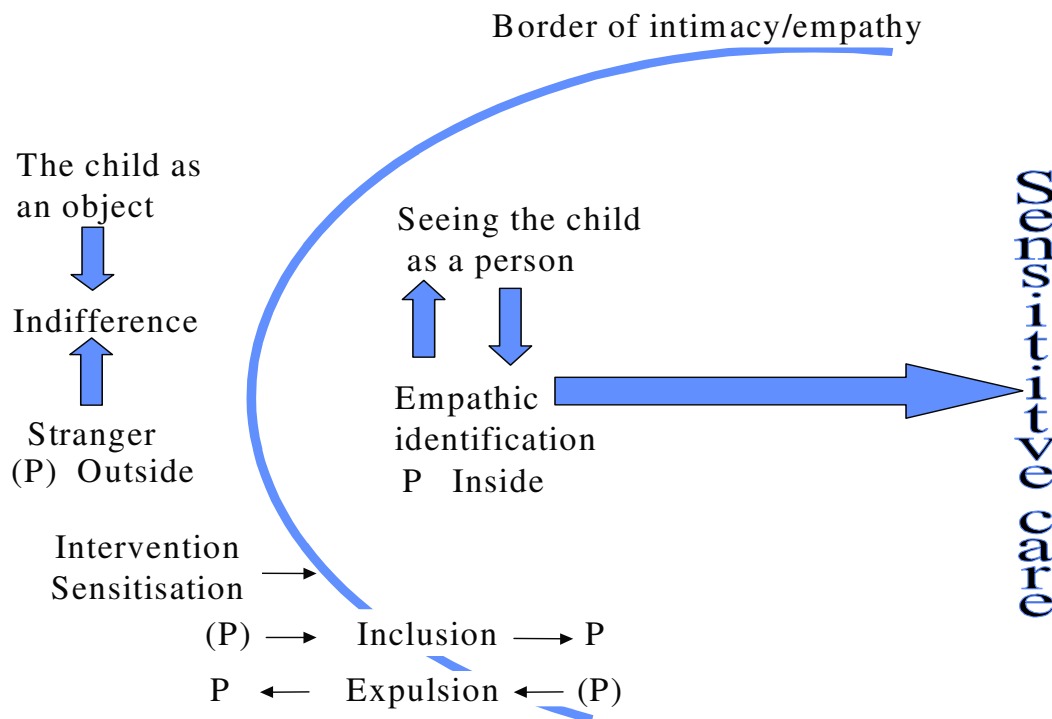 Border of intimacy/empathy
The child as
an object
Indifference
Stranger
(P) Outside
Seeing the child
as a person
Empathic
identification
P Inside
Sensitive care
Intervention
Sensitisation
(P) Inclusion P
P Expulsion (P)